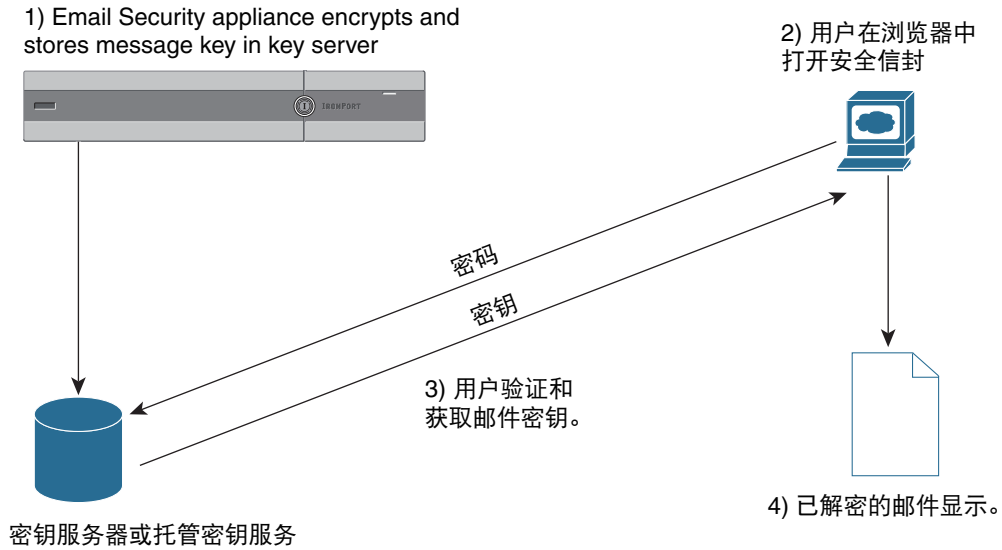 1) Email Security appliance encrypts and
stores message key in key server
2) 用户在浏览器中
打开安全信封
IRONPORT
密码
密钥
3) 用户验证和
获取邮件密钥。
4) 已解密的邮件显示。
密钥服务器或托管密钥服务